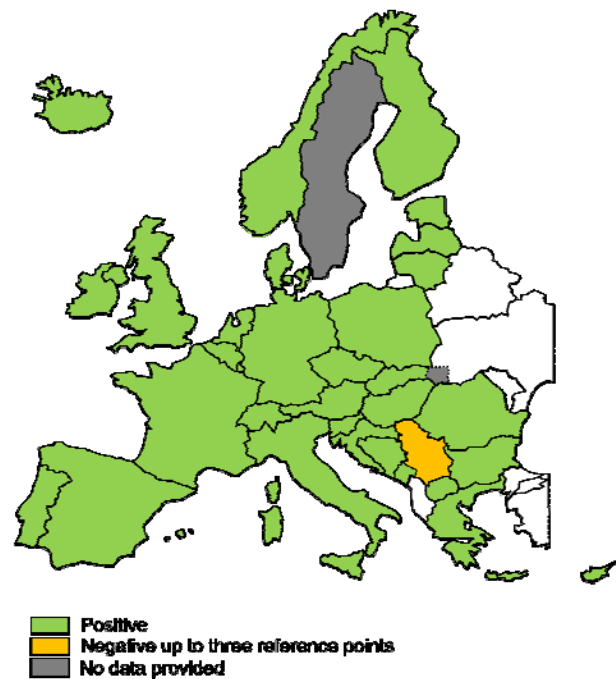 Positive
Negative up to three reference points
No data provided